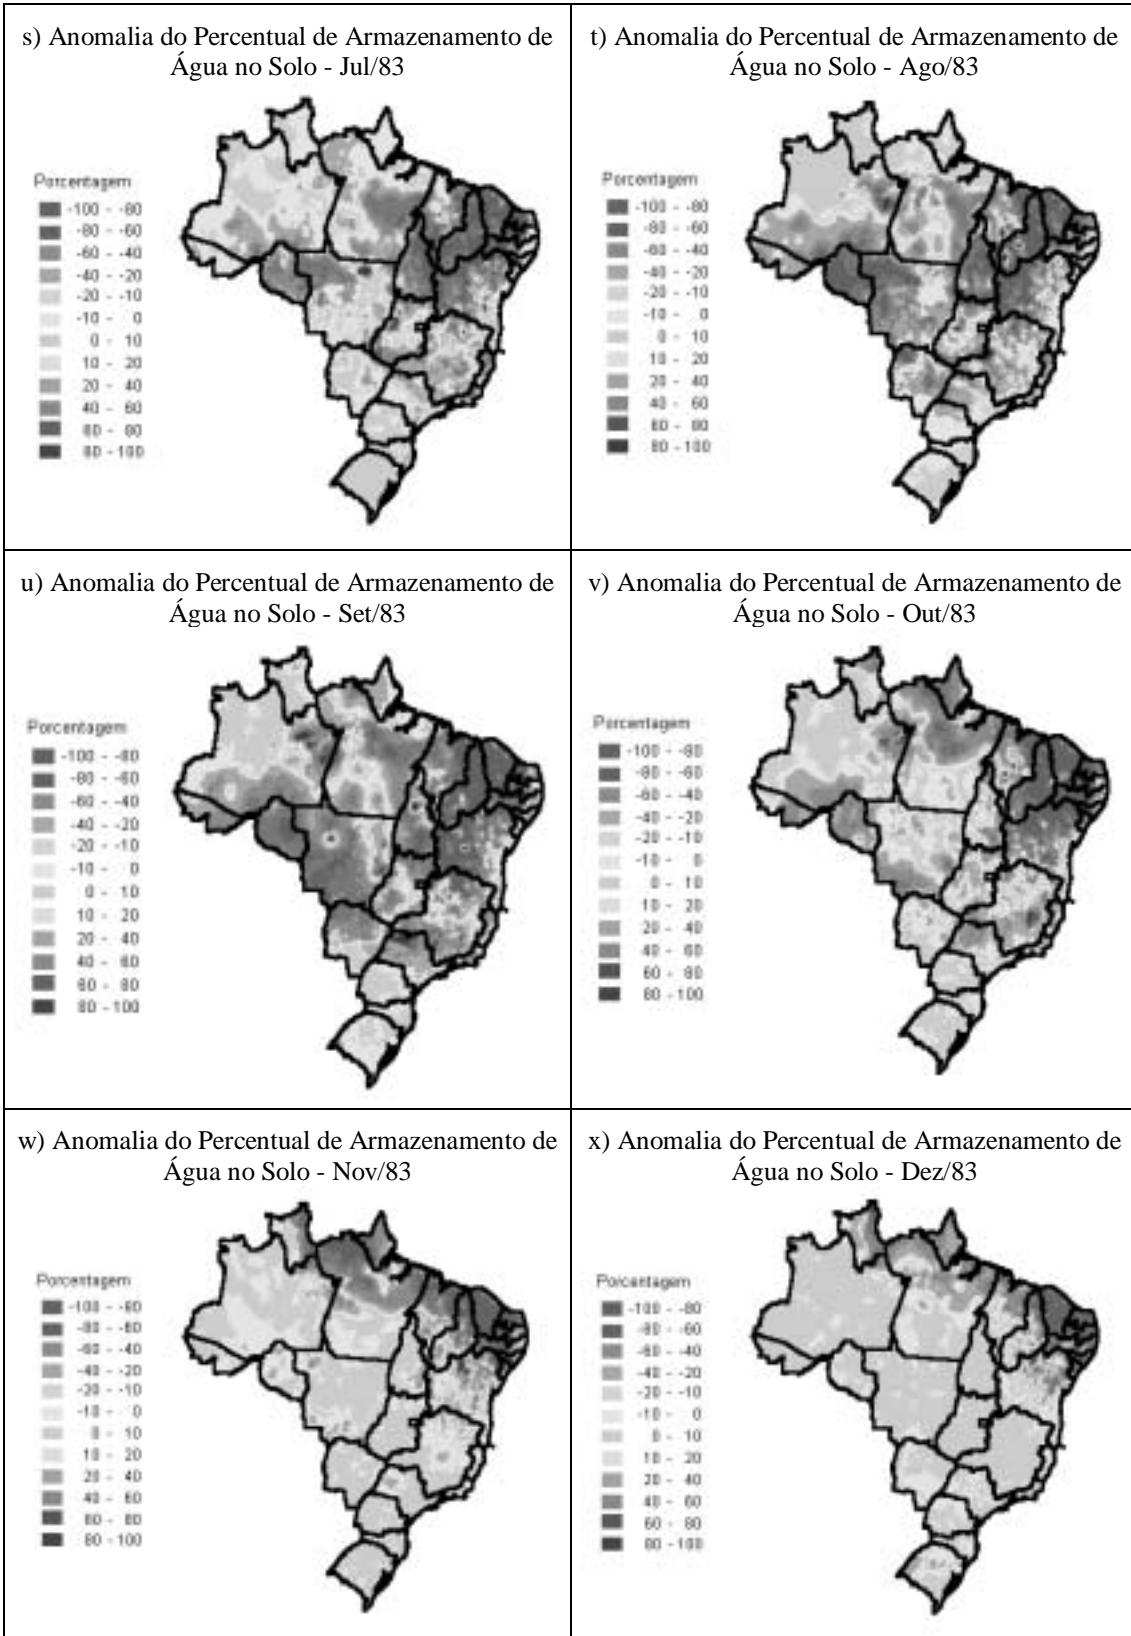 s) Anomalia do Percentual de Armazenamento de
Água no Solo - Jul/83
Porcentagem
-100 - -80
-80 - -60
-60 - -40
-40 - -20
-20 - -10
-10 - 0
0 - 10
10 - 20
20 - 40
40 - 60
60 - 80
80 - 100
t) Anomalia do Percentual de Armazenamento de
Água no Solo - Ago/83
Porcentagem
-100 - -80
-80 - -60
-60 - -40
-40 - -20
-20 - -10
-10 - 0
0 - 10
10 - 20
20 - 40
40 - 60
60 - 80
80 - 100
u) Anomalia do Percentual de Armazenamento de
Água no Solo - Set/83
Porcentagem
-100 - -80
-80 - -60
-60 - -40
-40 - -20
-20 - -10
-10 - 0
0 - 10
10 - 20
20 - 40
40 - 60
60 - 80
80 - 100
v) Anomalia do Percentual de Armazenamento de
Água no Solo - Out/83
Porcentagem
-100 - -80
-80 - -60
-60 - -40
-40 - -20
-20 - -10
-10 - 0
0 - 10
10 - 20
20 - 40
40 - 60
60 - 80
80 - 100
w) Anomalia do Percentual de Armazenamento de
Água no Solo - Nov/83
Porcentagem
-100 - -80
-80 - -60
-60 - -40
-40 - -20
-20 - -10
-10 - 0
0 - 10
10 - 20
20 - 40
40 - 60
60 - 80
80 - 100
x) Anomalia do Percentual de Armazenamento de
Água no Solo - Dez/83
Porcentagem
-100 - -80
-80 - -60
-60 - -40
-40 - -20
-20 - -10
-10 - 0
0 - 10
10 - 20
20 - 40
40 - 60
60 - 80
80 - 100